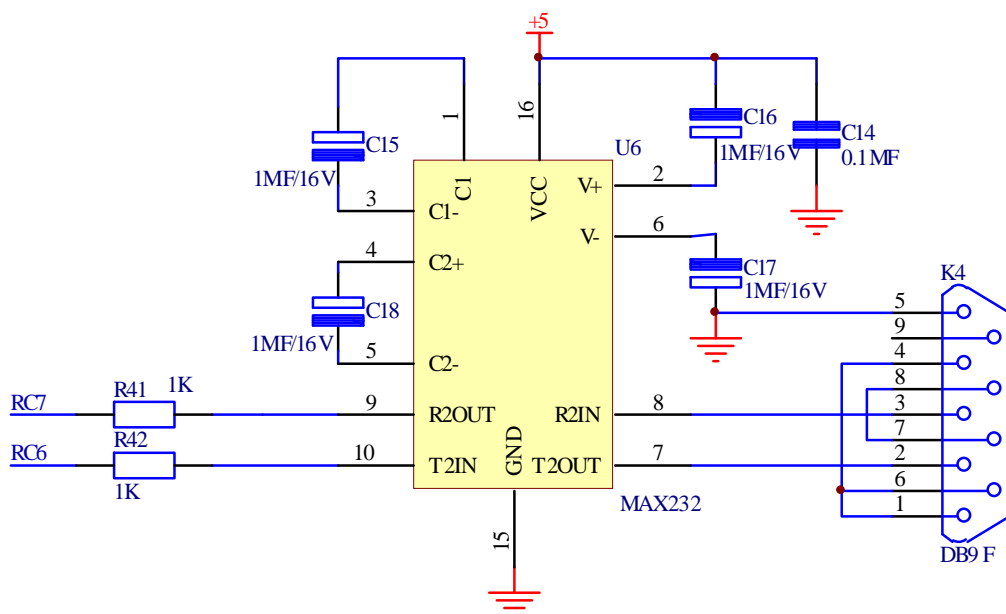 +5
1
16
C15
1MF/16V
C16
1MF/16V
C14
0.1MF
U6
3
C1-
C1
VCC
V+
2
4
C2+
V-
6
C18
1MF/16V
C17
1MF/16V
K4
5
C2-
5
9
4
8
3
7
2
6
1
R41
1K
RC7
9
R2OUT
R2IN
8
R42
RC6
10
T2IN
GND
T2OUT
7
1K
MAX232
15
DB9 F